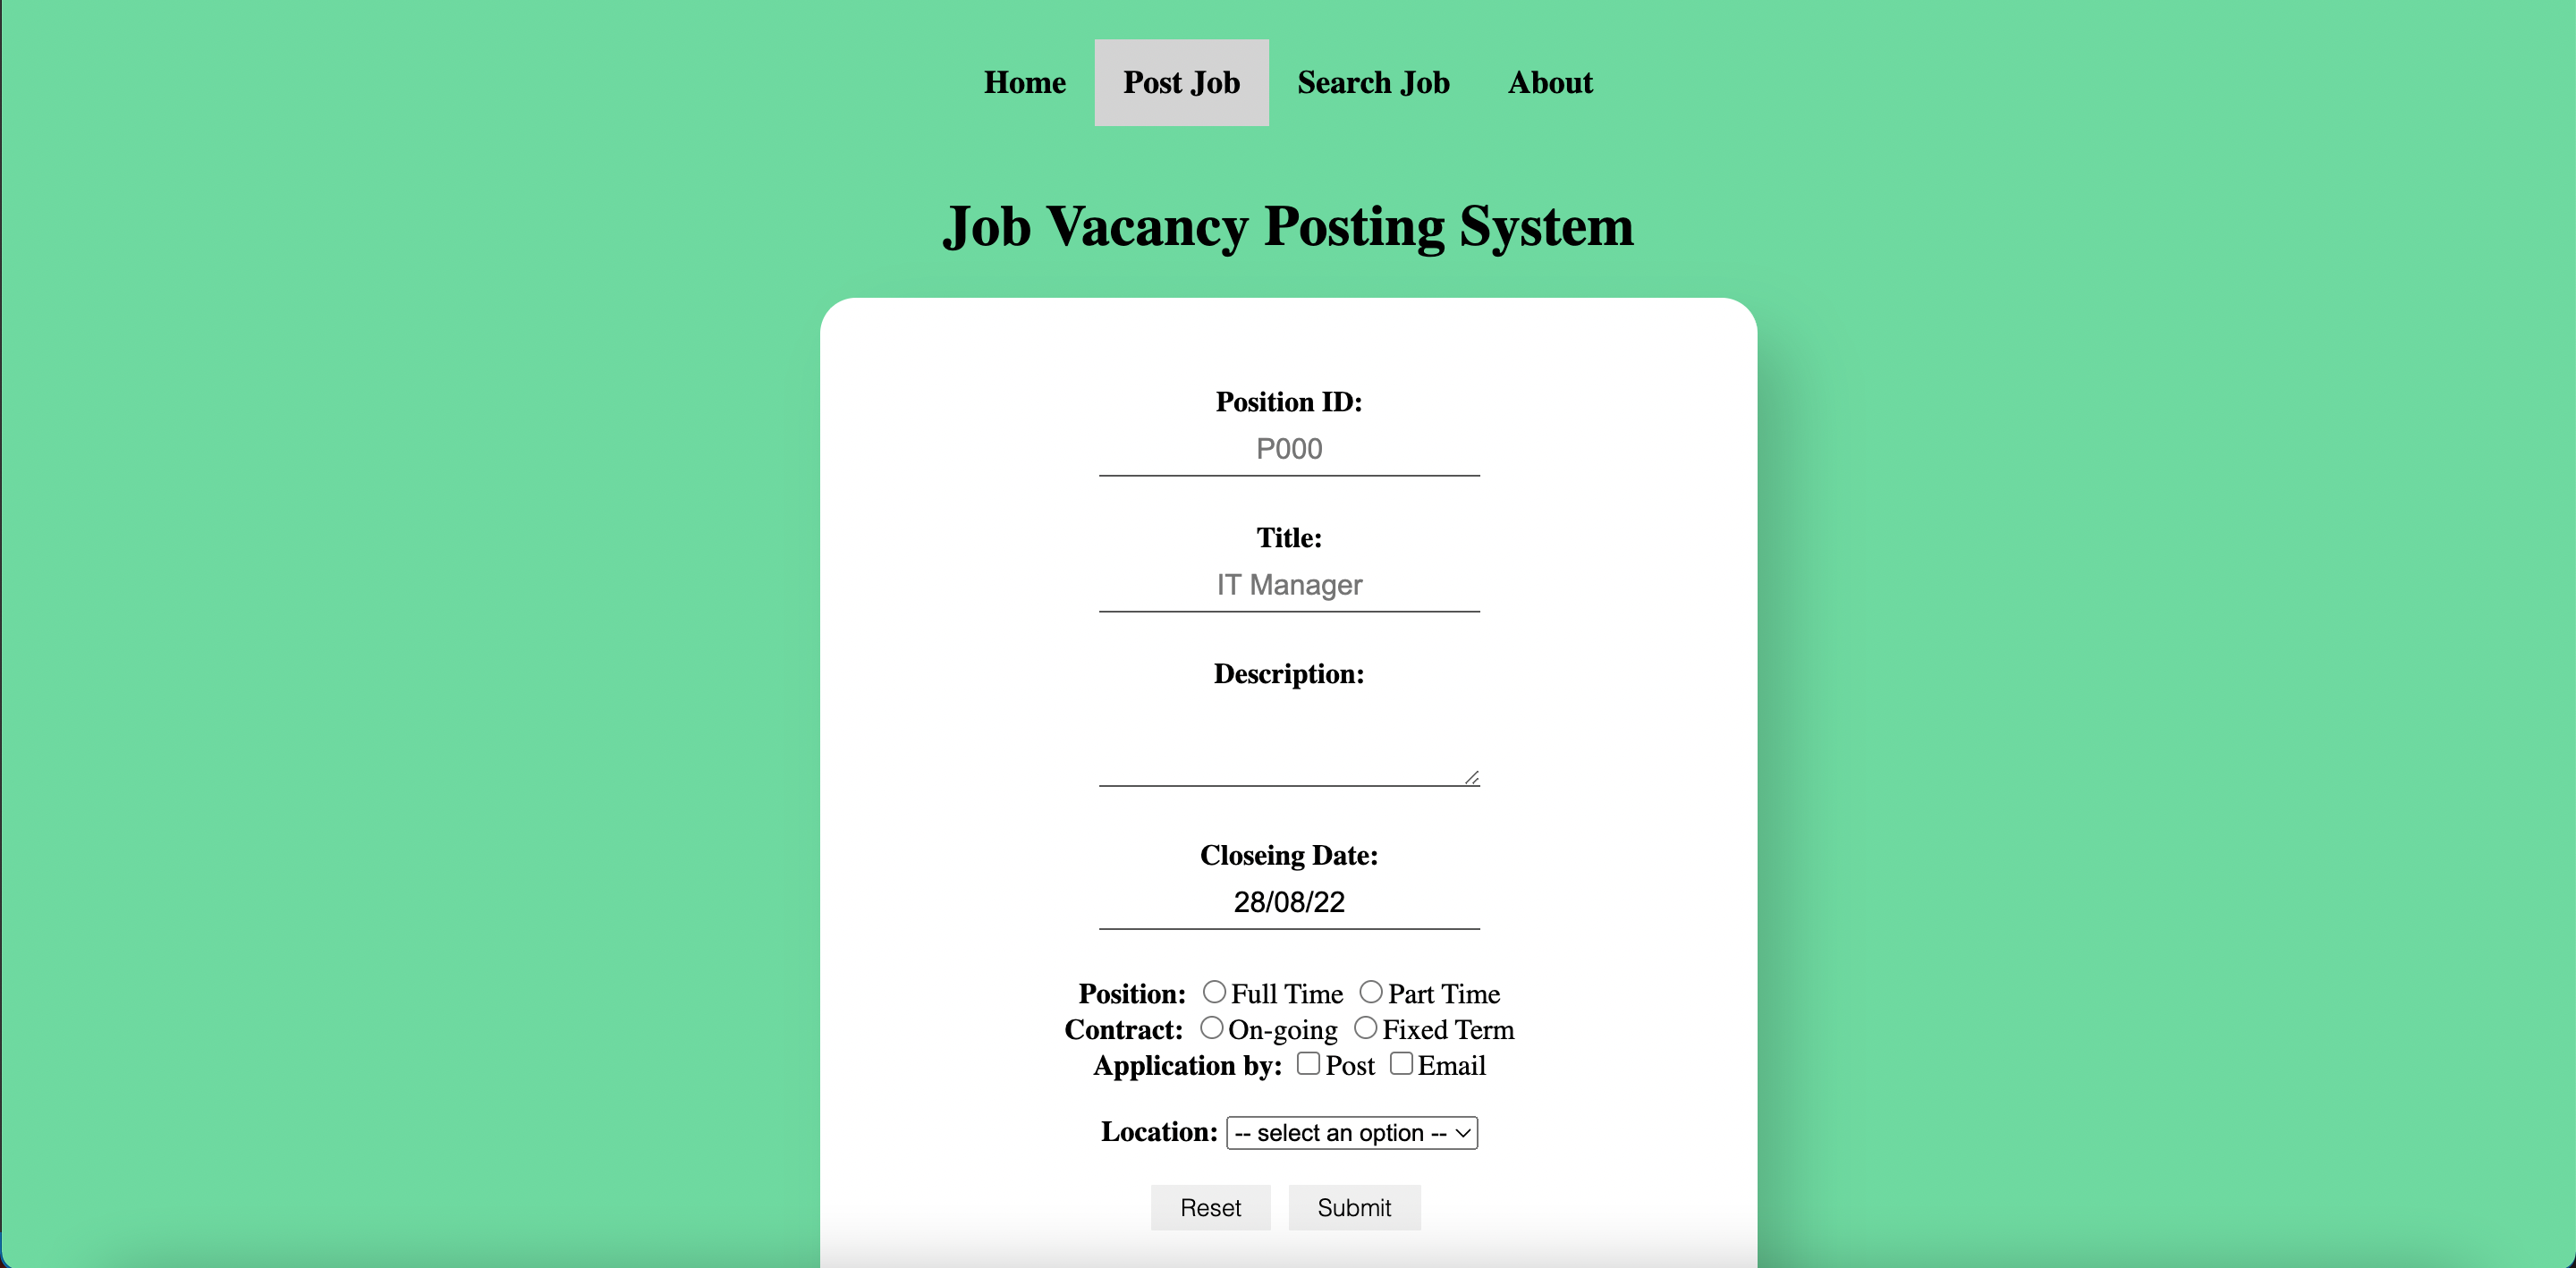 Home Post Job Search Job About
Job Vacancy Posting System
Position ID:
P000
Title:
IT Manager
Description:
Closeing Date:
28/08/22
Position: Full Time Part Time
Contract: On-going Fixed Term
Application by: Post Email
Location: -- select an option --
Reset Submit